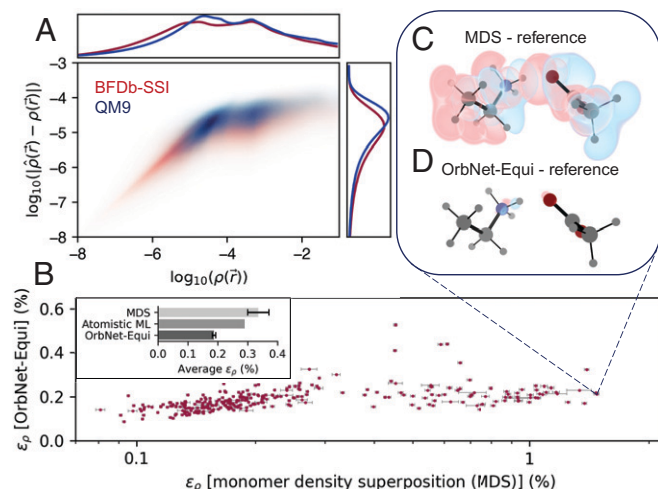 A
BFDb-SSI
QM9
−3
−4
−5
−6
−7
−8
−8 −6 −4 −2
log₁₀(|ρ̂(r⃗) − ρ(r⃗)|)
log₁₀(ρ(r⃗))
C
MDS - reference
D
OrbNet-Equi - reference
B
0.6
0.4
0.2
0.0
ερ [OrbNet-Equi] (%)
MDS
Atomistic ML
OrbNet-Equi
0.0 0.1 0.2 0.3 0.4
Average ερ (%)
0.1 1
ερ [monomer density superposition (MDS)] (%)